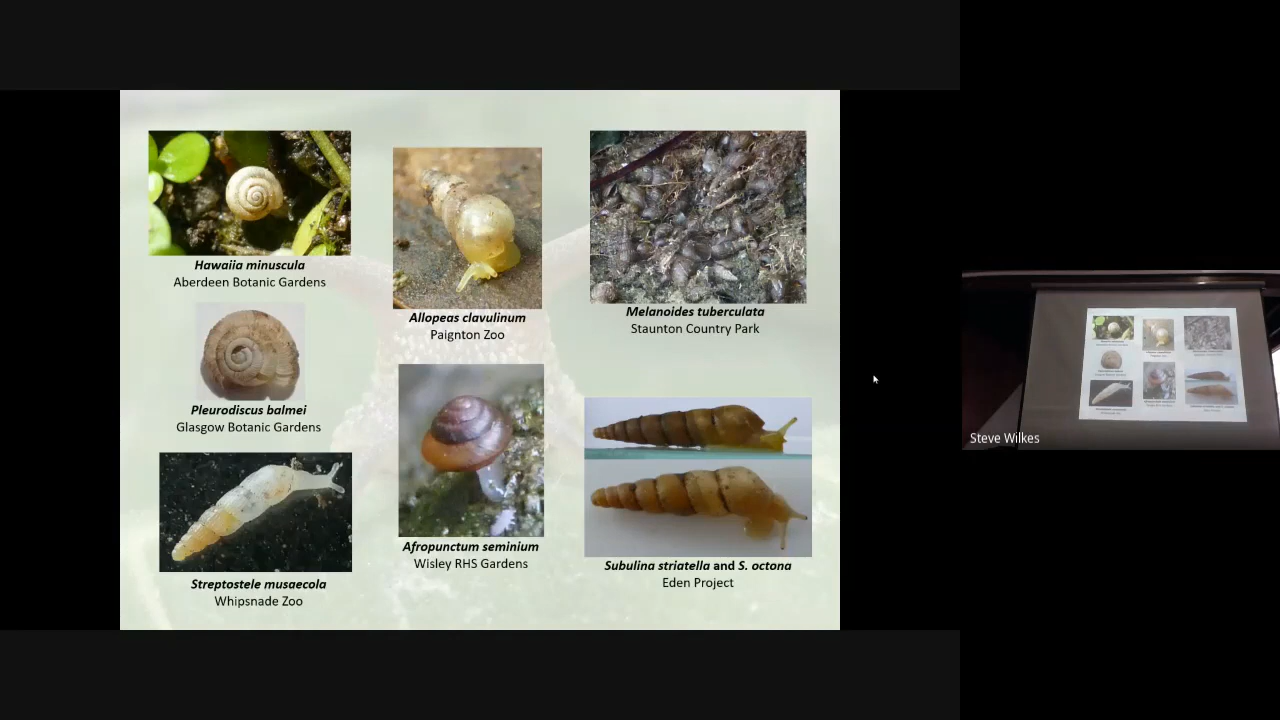 Hawaiia minuscula
Aberdeen Botanic Gardens
Pleurodiscus balmei
Glasgow Botanic Gardens
Streptostele musaecola
Whipsnade Zoo
Allopeas clavulinum
Paignton Zoo
Afropunctum seminium
Wisley RHS Gardens
Melanoides tuberculata
Staunton Country Park
Subulina striatella and S. octona
Eden Project
Steve Wilkes